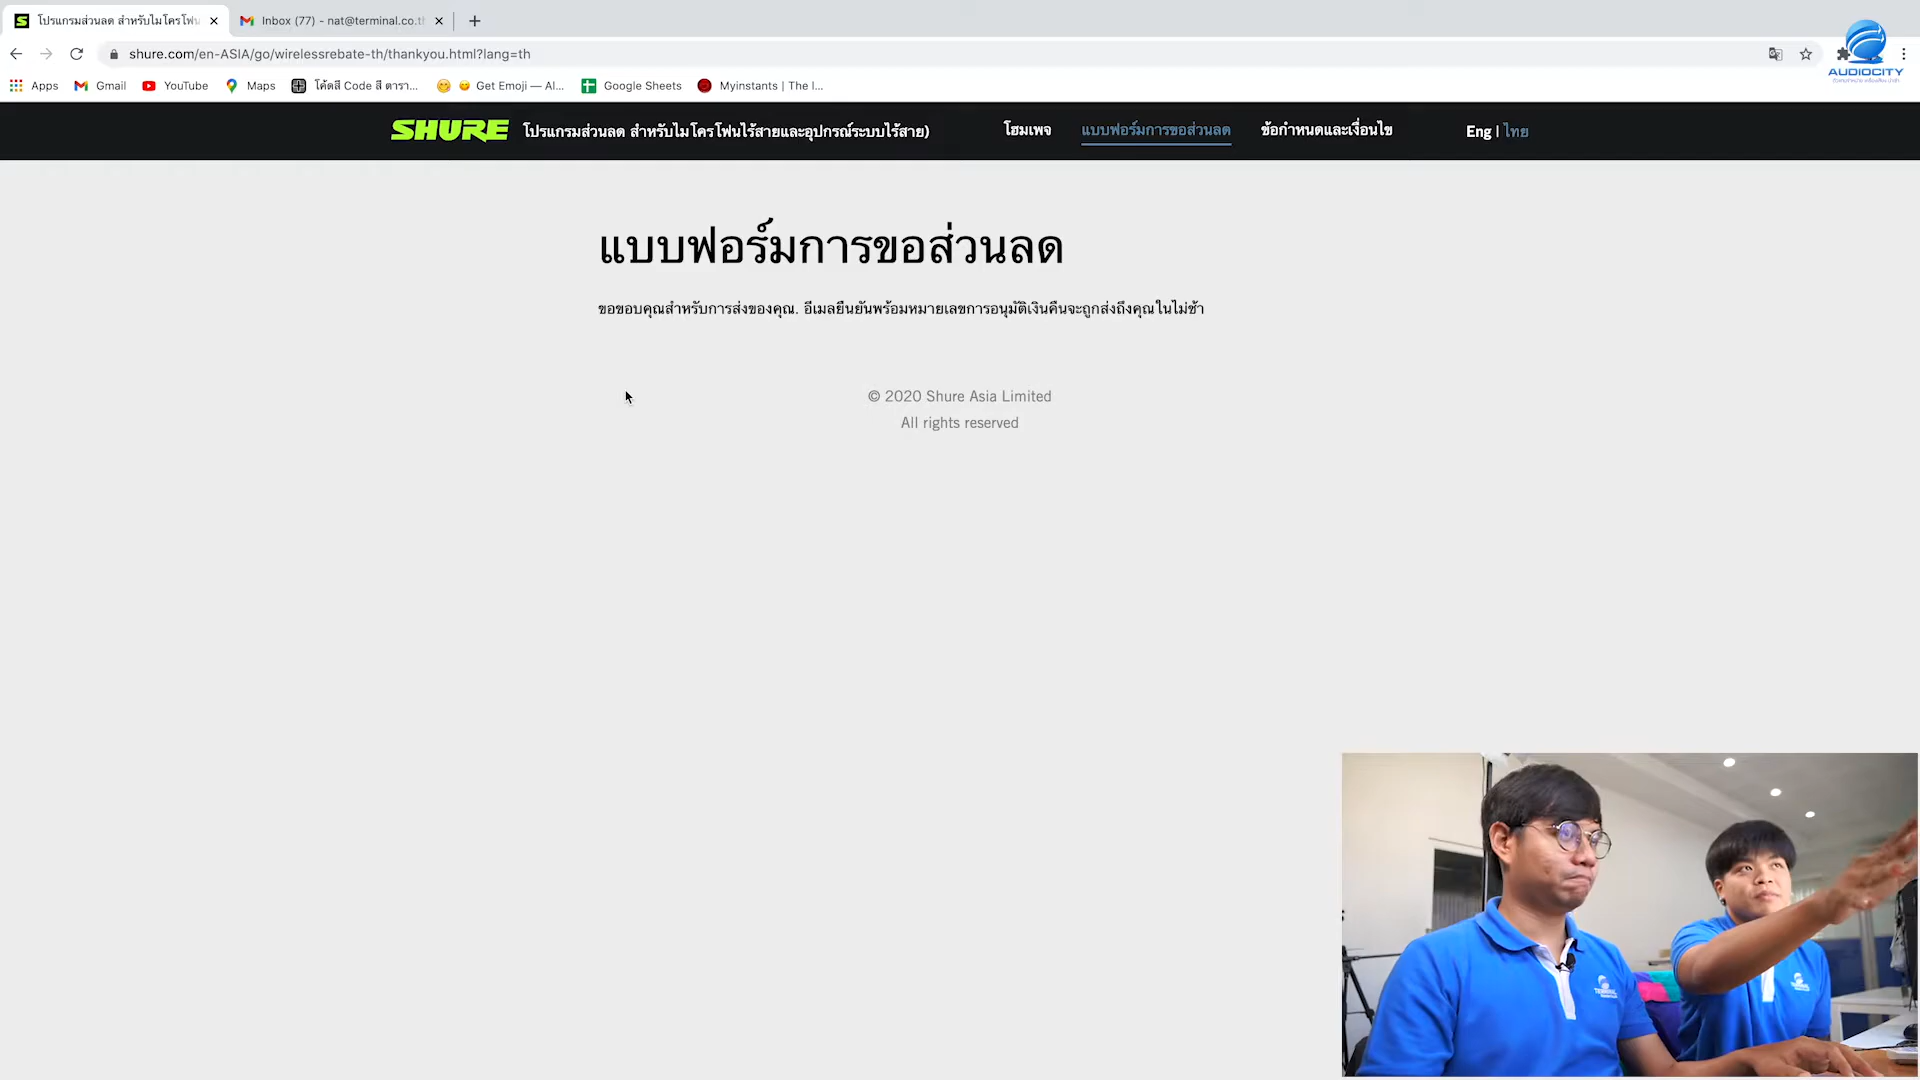 โปรแกรมส่วนลด สำหรับไมโครโฟน
Inbox (77) - nat@terminal.co.th
shure.com/en-ASIA/go/wirelessrebate-th/thankyou.html?lang=th
AUDIOCITY
Apps
Gmail
YouTube
Maps
โค้ดสี Code สี ตารา...
Get Emoji — Al...
Google Sheets
Myinstants | The I...
SHURE โปรแกรมส่วนลด สำหรับไมโครโฟนไร้สายและอุปกรณ์ระบบไร้สาย)
โฮมเพจ
แบบฟอร์มการขอส่วนลด
ข้อกำหนดและเงื่อนไข
Eng | ไทย
แบบฟอร์มการขอส่วนลด
ขอขอบคุณสำหรับการส่งของคุณ. อีเมลยืนยันพร้อมหมายเลขการอนุมัติเงินคืนจะถูกส่งถึงคุณในไม่ช้า
© 2020 Shure Asia Limited
All rights reserved